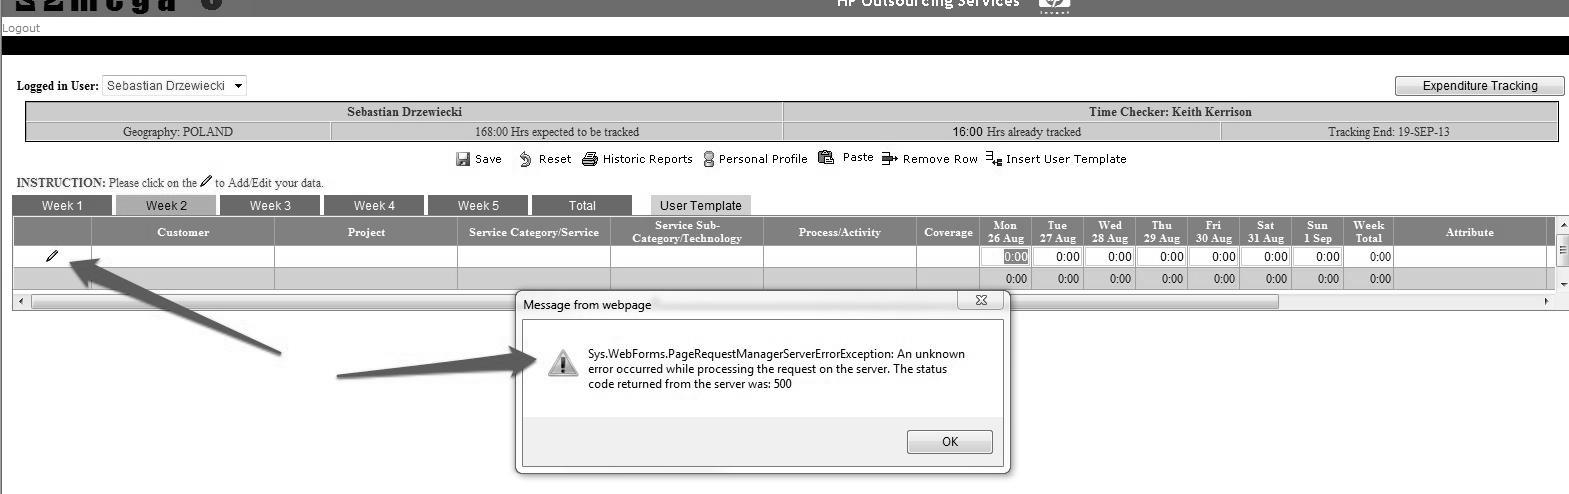 HP Outsourcing Services
Logout
Logged in User: Sebastian Drzewiecki
Expenditure Tracking
Sebastian Drzewiecki Time Checker: Keith Kerrison
Geography: POLAND 168:00 Hrs expected to be tracked 16:00 Hrs already tracked Tracking End: 19-SEP-13
Save Reset Historic Reports Personal Profile Paste Remove Row Insert User Template
INSTRUCTION: Please click on the to Add/Edit your data.
Week 1 Week 2 Week 3 Week 4 Week 5 Total User Template
Customer Project Service Category/Service Service Sub-Category/Technology Process/Activity Coverage Mon 26 Aug Tue 27 Aug Wed 28 Aug Thu 29 Aug Fri 30 Aug Sat 31 Aug Sun 1 Sep Week Total Attribute
0:00 0:00 0:00 0:00 0:00 0:00 0:00 0:00
0:00 0:00 0:00 0:00 0:00 0:00 0:00 0:00
Message from webpage
Sys.WebForms.PageRequestManagerServerErrorException: An unknown
error occurred while processing the request on the server. The status
code returned from the server was: 500
OK